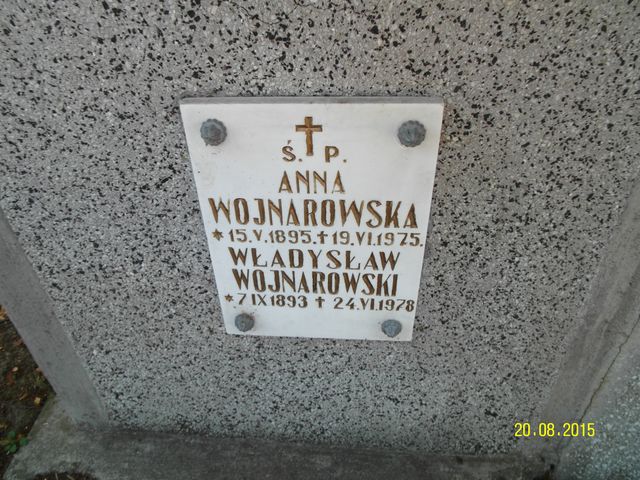 Ś. P.
ANNA
WOJNAROWSKA
* 15.V.1895. ✝ 19.VI.1975.
WŁADYSŁAW
WOJNAROWSKI
* 7 IX 1893 ✝ 24.VI.1978
20.08.2015